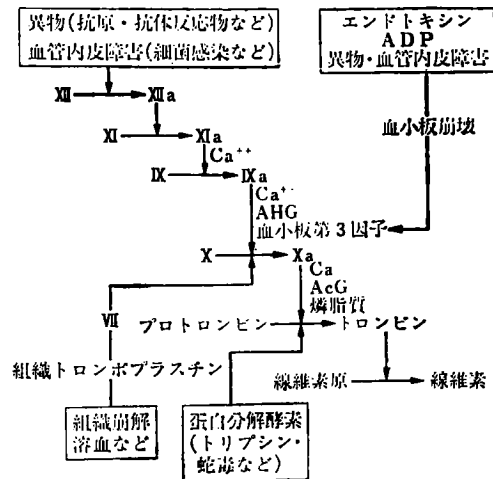 異物(抗原・抗体反応物など)
血管内皮障害(細菌感染など)
エンドトキシン
ADP
異物・血管内皮障害
血小板崩壊
XII XIIa
XI XIa
Ca⁺⁺
IX IXa
Ca⁺⁺
AHG
血小板第3因子
X Xa
Ca
AcG
燐脂質
VII
プロトロンビン トロンビン
組織トロンボプラスチン
線維素原 線維素
組織崩解
溶血など
蛋白分解酵素
(トリプシン・
蛇毒など)